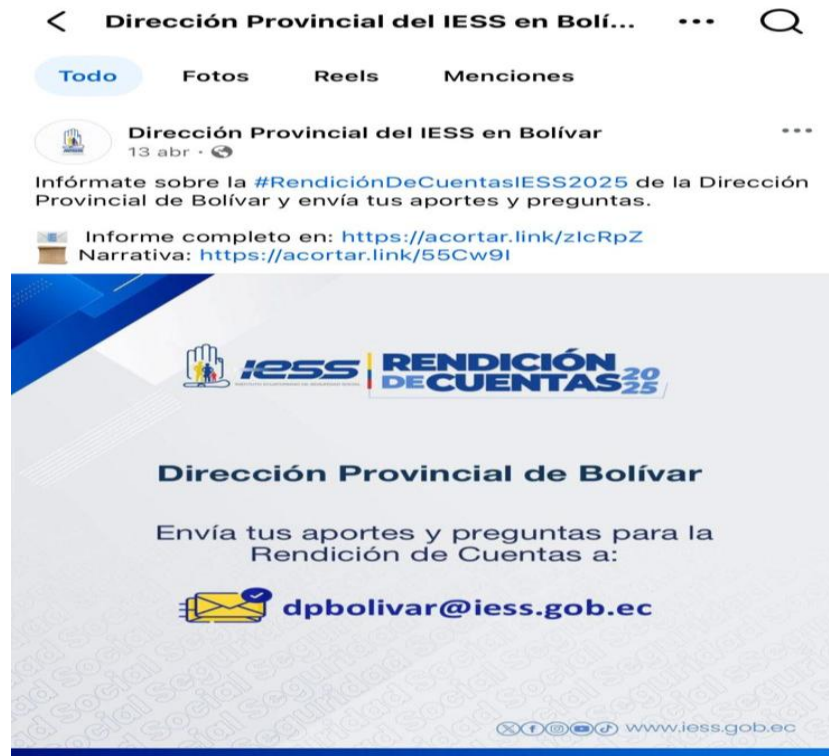 Dirección Provincial del IESS en Bolí...
Todo Fotos Reels Menciones
Dirección Provincial del IESS en Bolívar
13 abr ·
Infórmate sobre la #RendiciónDeCuentasIESS2025 de la Dirección
Provincial de Bolívar y envía tus aportes y preguntas.
Informe completo en: https://acortar.link/zIcRpZ
Narrativa: https://acortar.link/55Cw9I
IESS
RENDICIÓN
DE CUENTAS 2025
Dirección Provincial de Bolívar
Envía tus aportes y preguntas para la
Rendición de Cuentas a:
dpbolivar@iess.gob.ec
www.iess.gob.ec